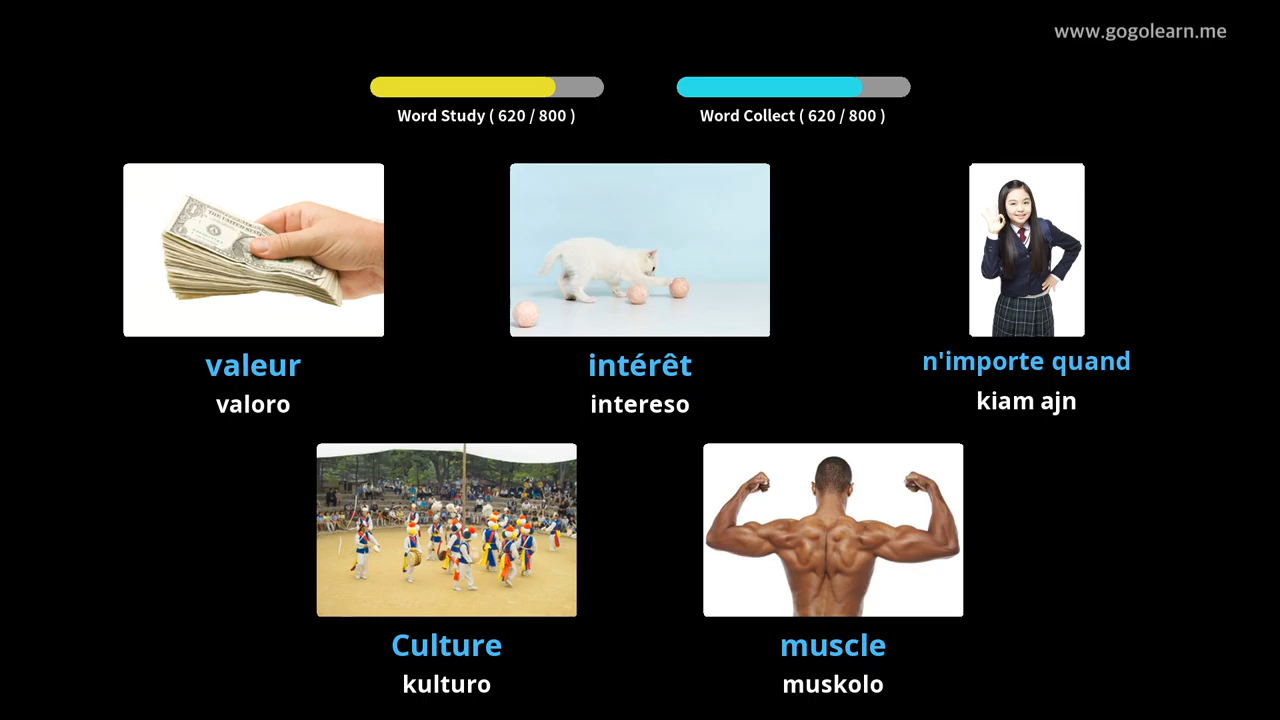 www.gogolearn.me
Word Study ( 620 / 800 )
Word Collect ( 620 / 800 )
valeur
valoro
intérêt
intereso
n'importe quand
kiam ajn
Culture
kulturo
muscle
muskolo